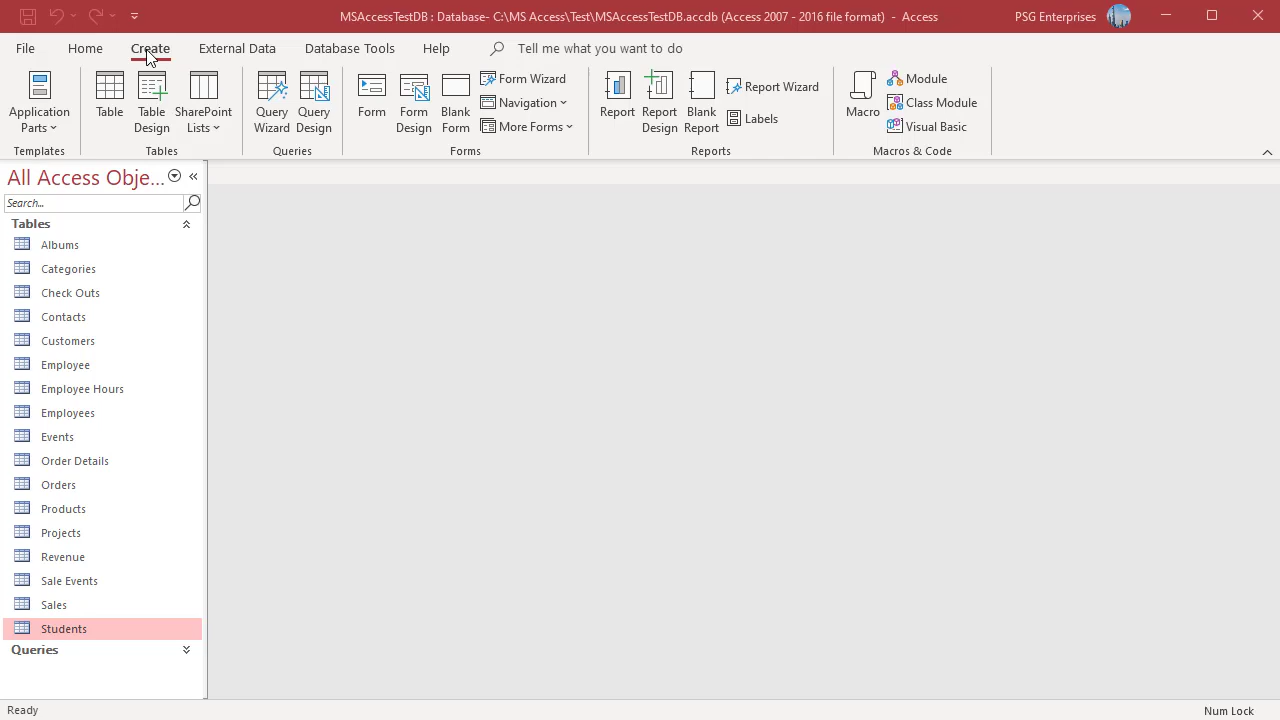 MSAccessTestDB : Database- C:\MS Access\Test\MSAccessTestDB.accdb (Access 2007 - 2016 file format) - Access
PSG Enterprises
File Home Create External Data Database Tools Help Tell me what you want to do
Application Parts
Templates
Table
Table Design
SharePoint Lists
Tables
Query Wizard
Query Design
Queries
Form
Form Design
Blank Form
Form Wizard
Navigation
More Forms
Forms
Report
Report Design
Blank Report
Report Wizard
Labels
Reports
Macro
Module
Class Module
Visual Basic
Macros & Code
All Access Obje...
Search...
Tables
Albums
Categories
Check Outs
Contacts
Customers
Employee
Employee Hours
Employees
Events
Order Details
Orders
Products
Projects
Revenue
Sale Events
Sales
Students
Queries
Ready
Num Lock